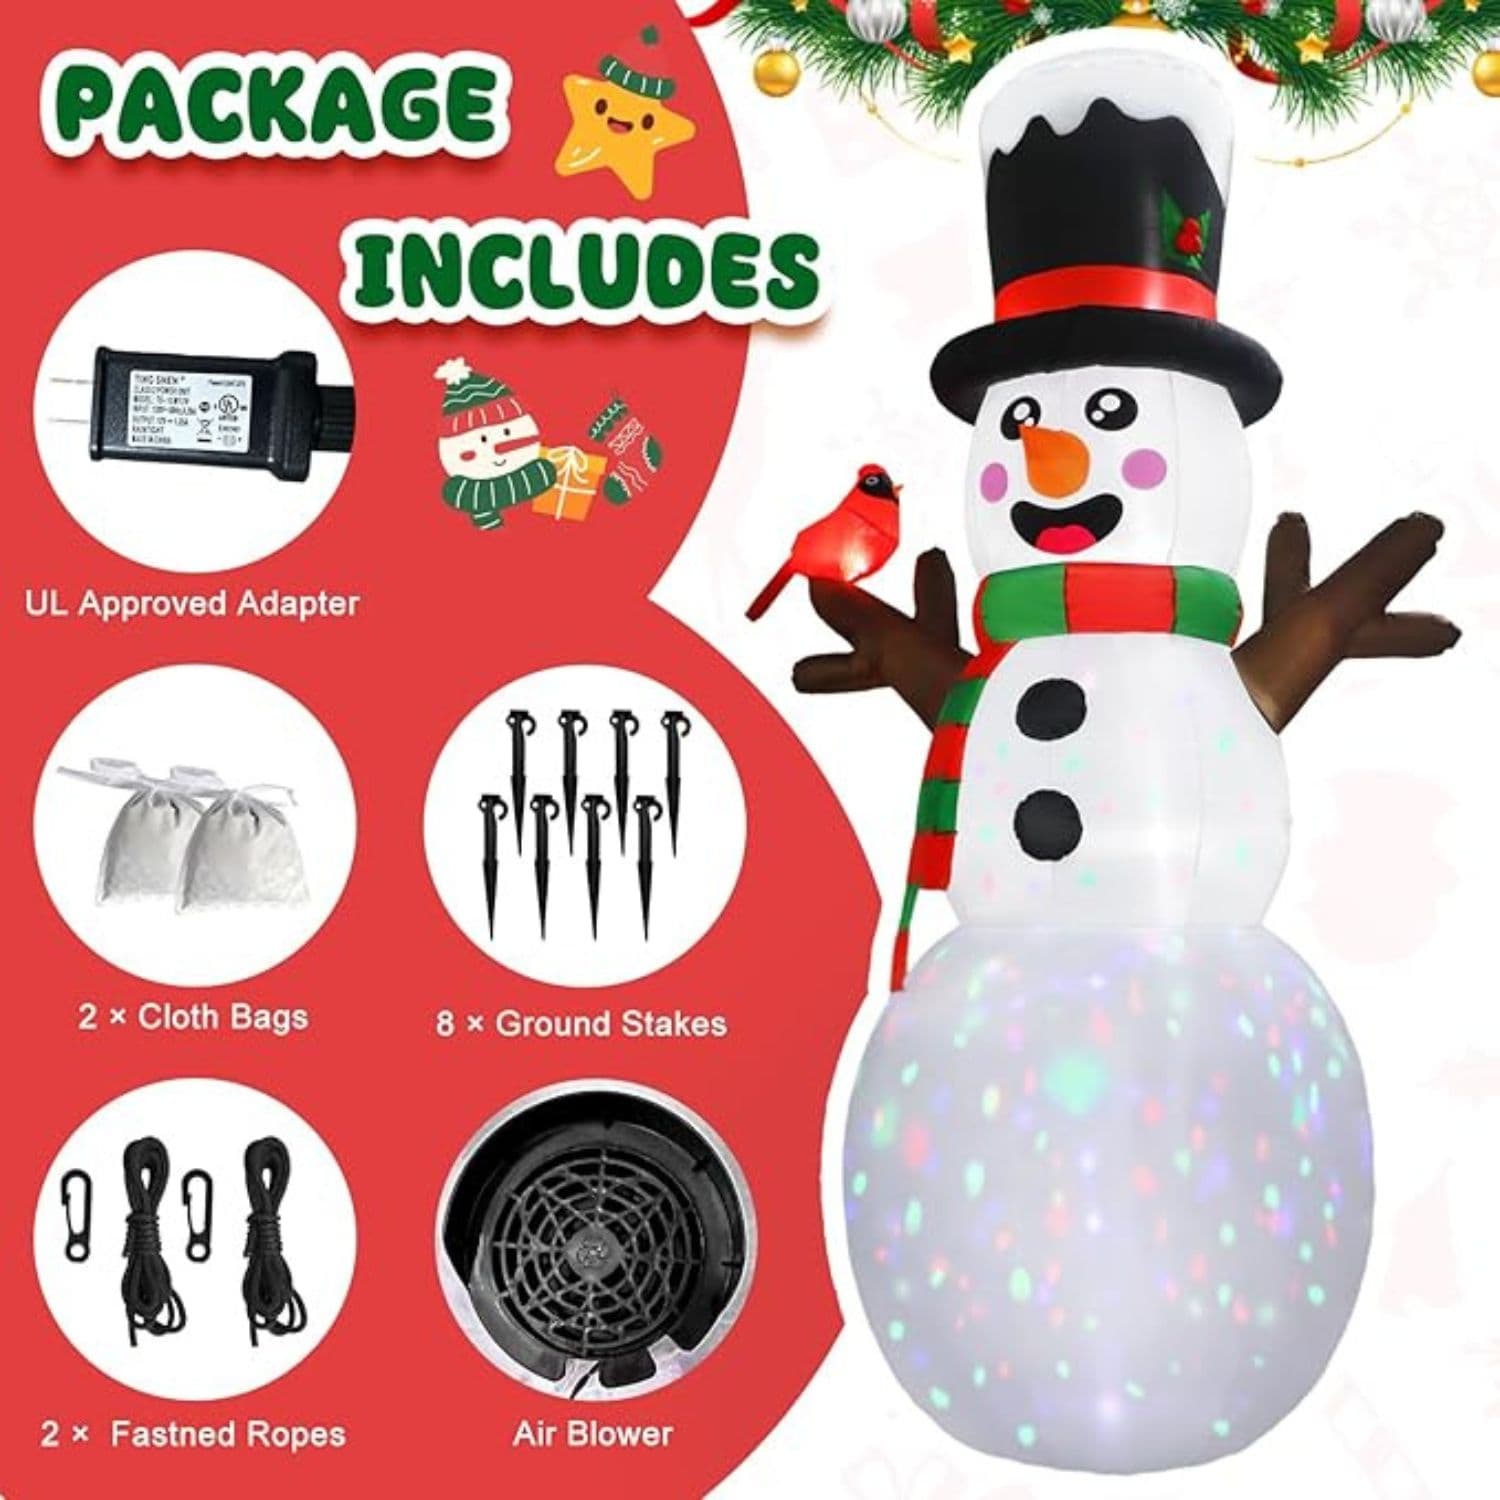 PACKAGE
INCLUDES
UL Approved Adapter
2 × Cloth Bags
8 × Ground Stakes
2 × Fastned Ropes
Air Blower